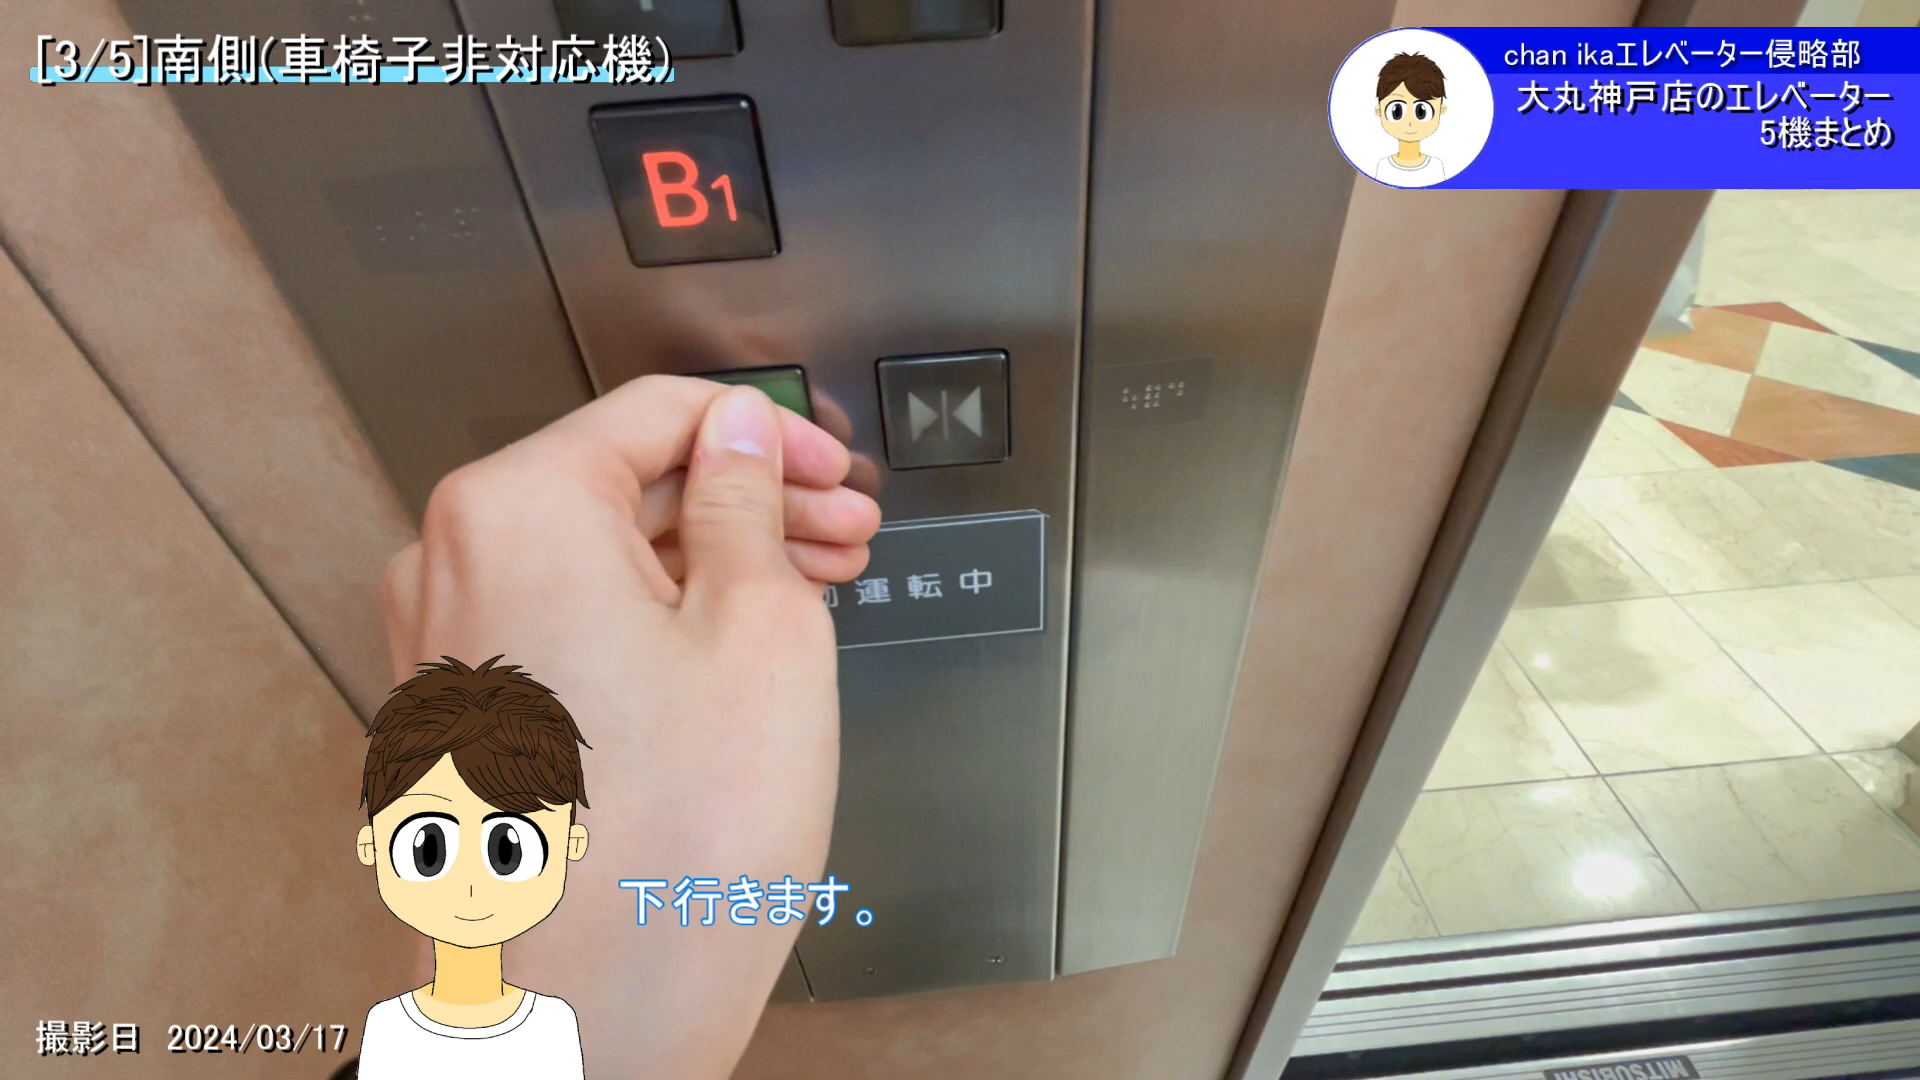 [3/5]南側(車椅子非対応機)
chan ikaエレベーター侵略部
大丸神戸店のエレベーター
5機まとめ
B1
運転中
下行きます。
撮影日 2024/03/17
MITSUBISHI